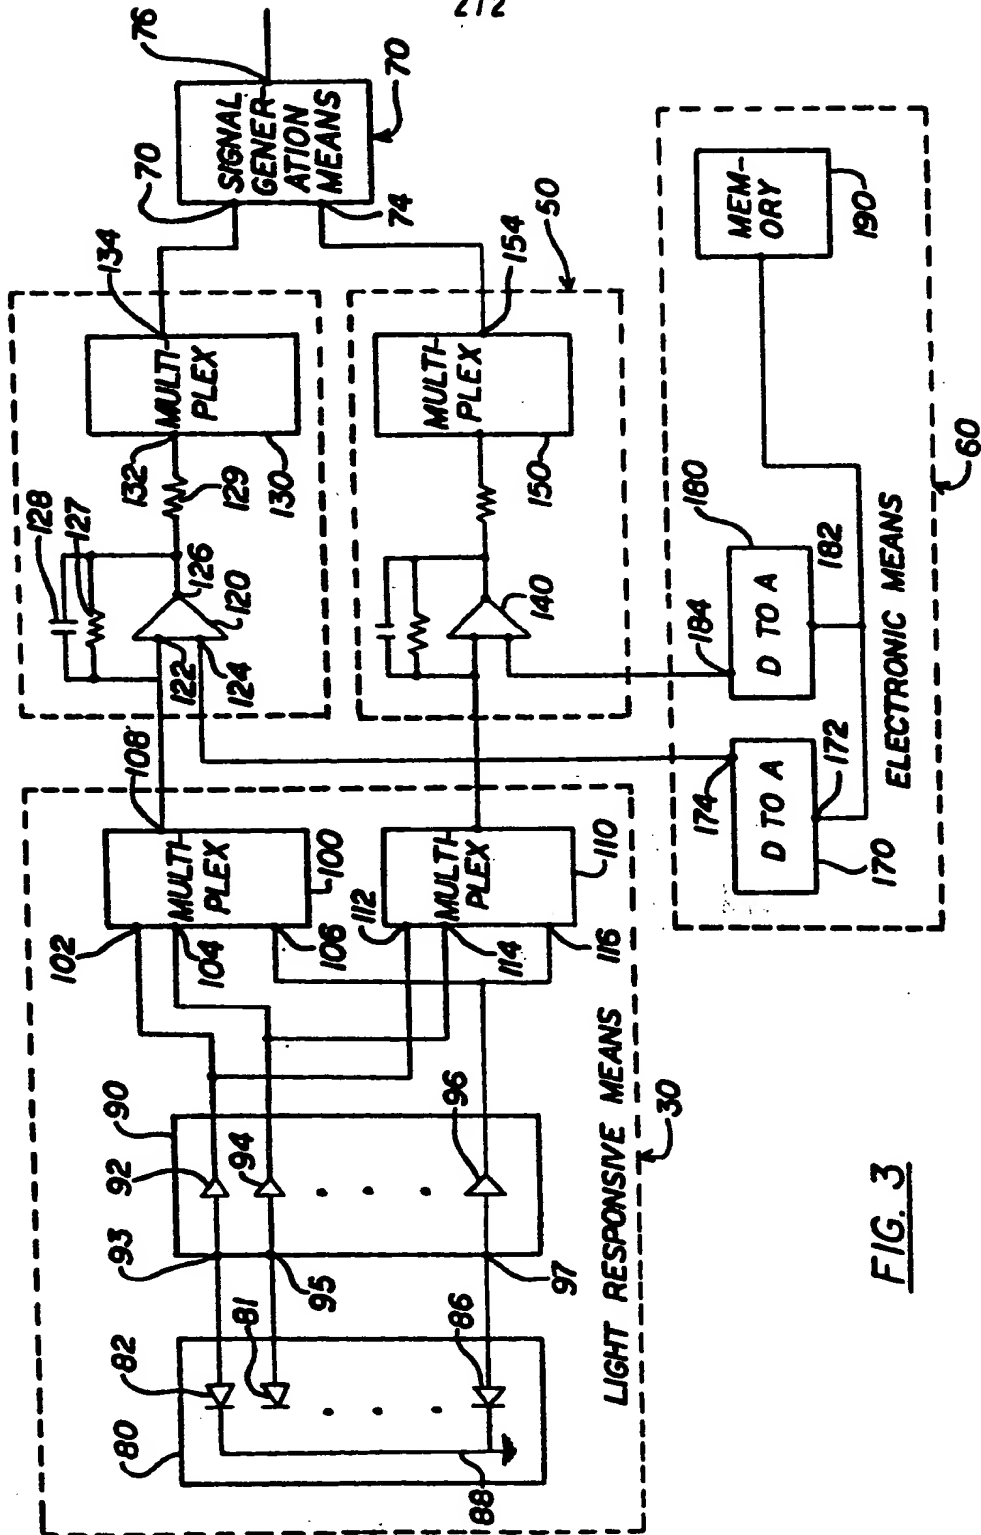 2/2
76
SIGNAL
GENER-
ATION
MEANS
70
70
74
134
154
50
MULTI-
PLEX
132
129
130
128
127
126
120
122
124
MULTI-
PLEX
150
140
MEM-
ORY
190
60
180
D TO A
182
184
D TO A
172
174
170
ELECTRONIC MEANS
108
MULTI-
PLEX
100
102
104
106
MULTI-
PLEX
110
112
114
116
90
92
94
96
93
95
97
80
82
81
86
88
LIGHT RESPONSIVE MEANS
30
FIG. 3